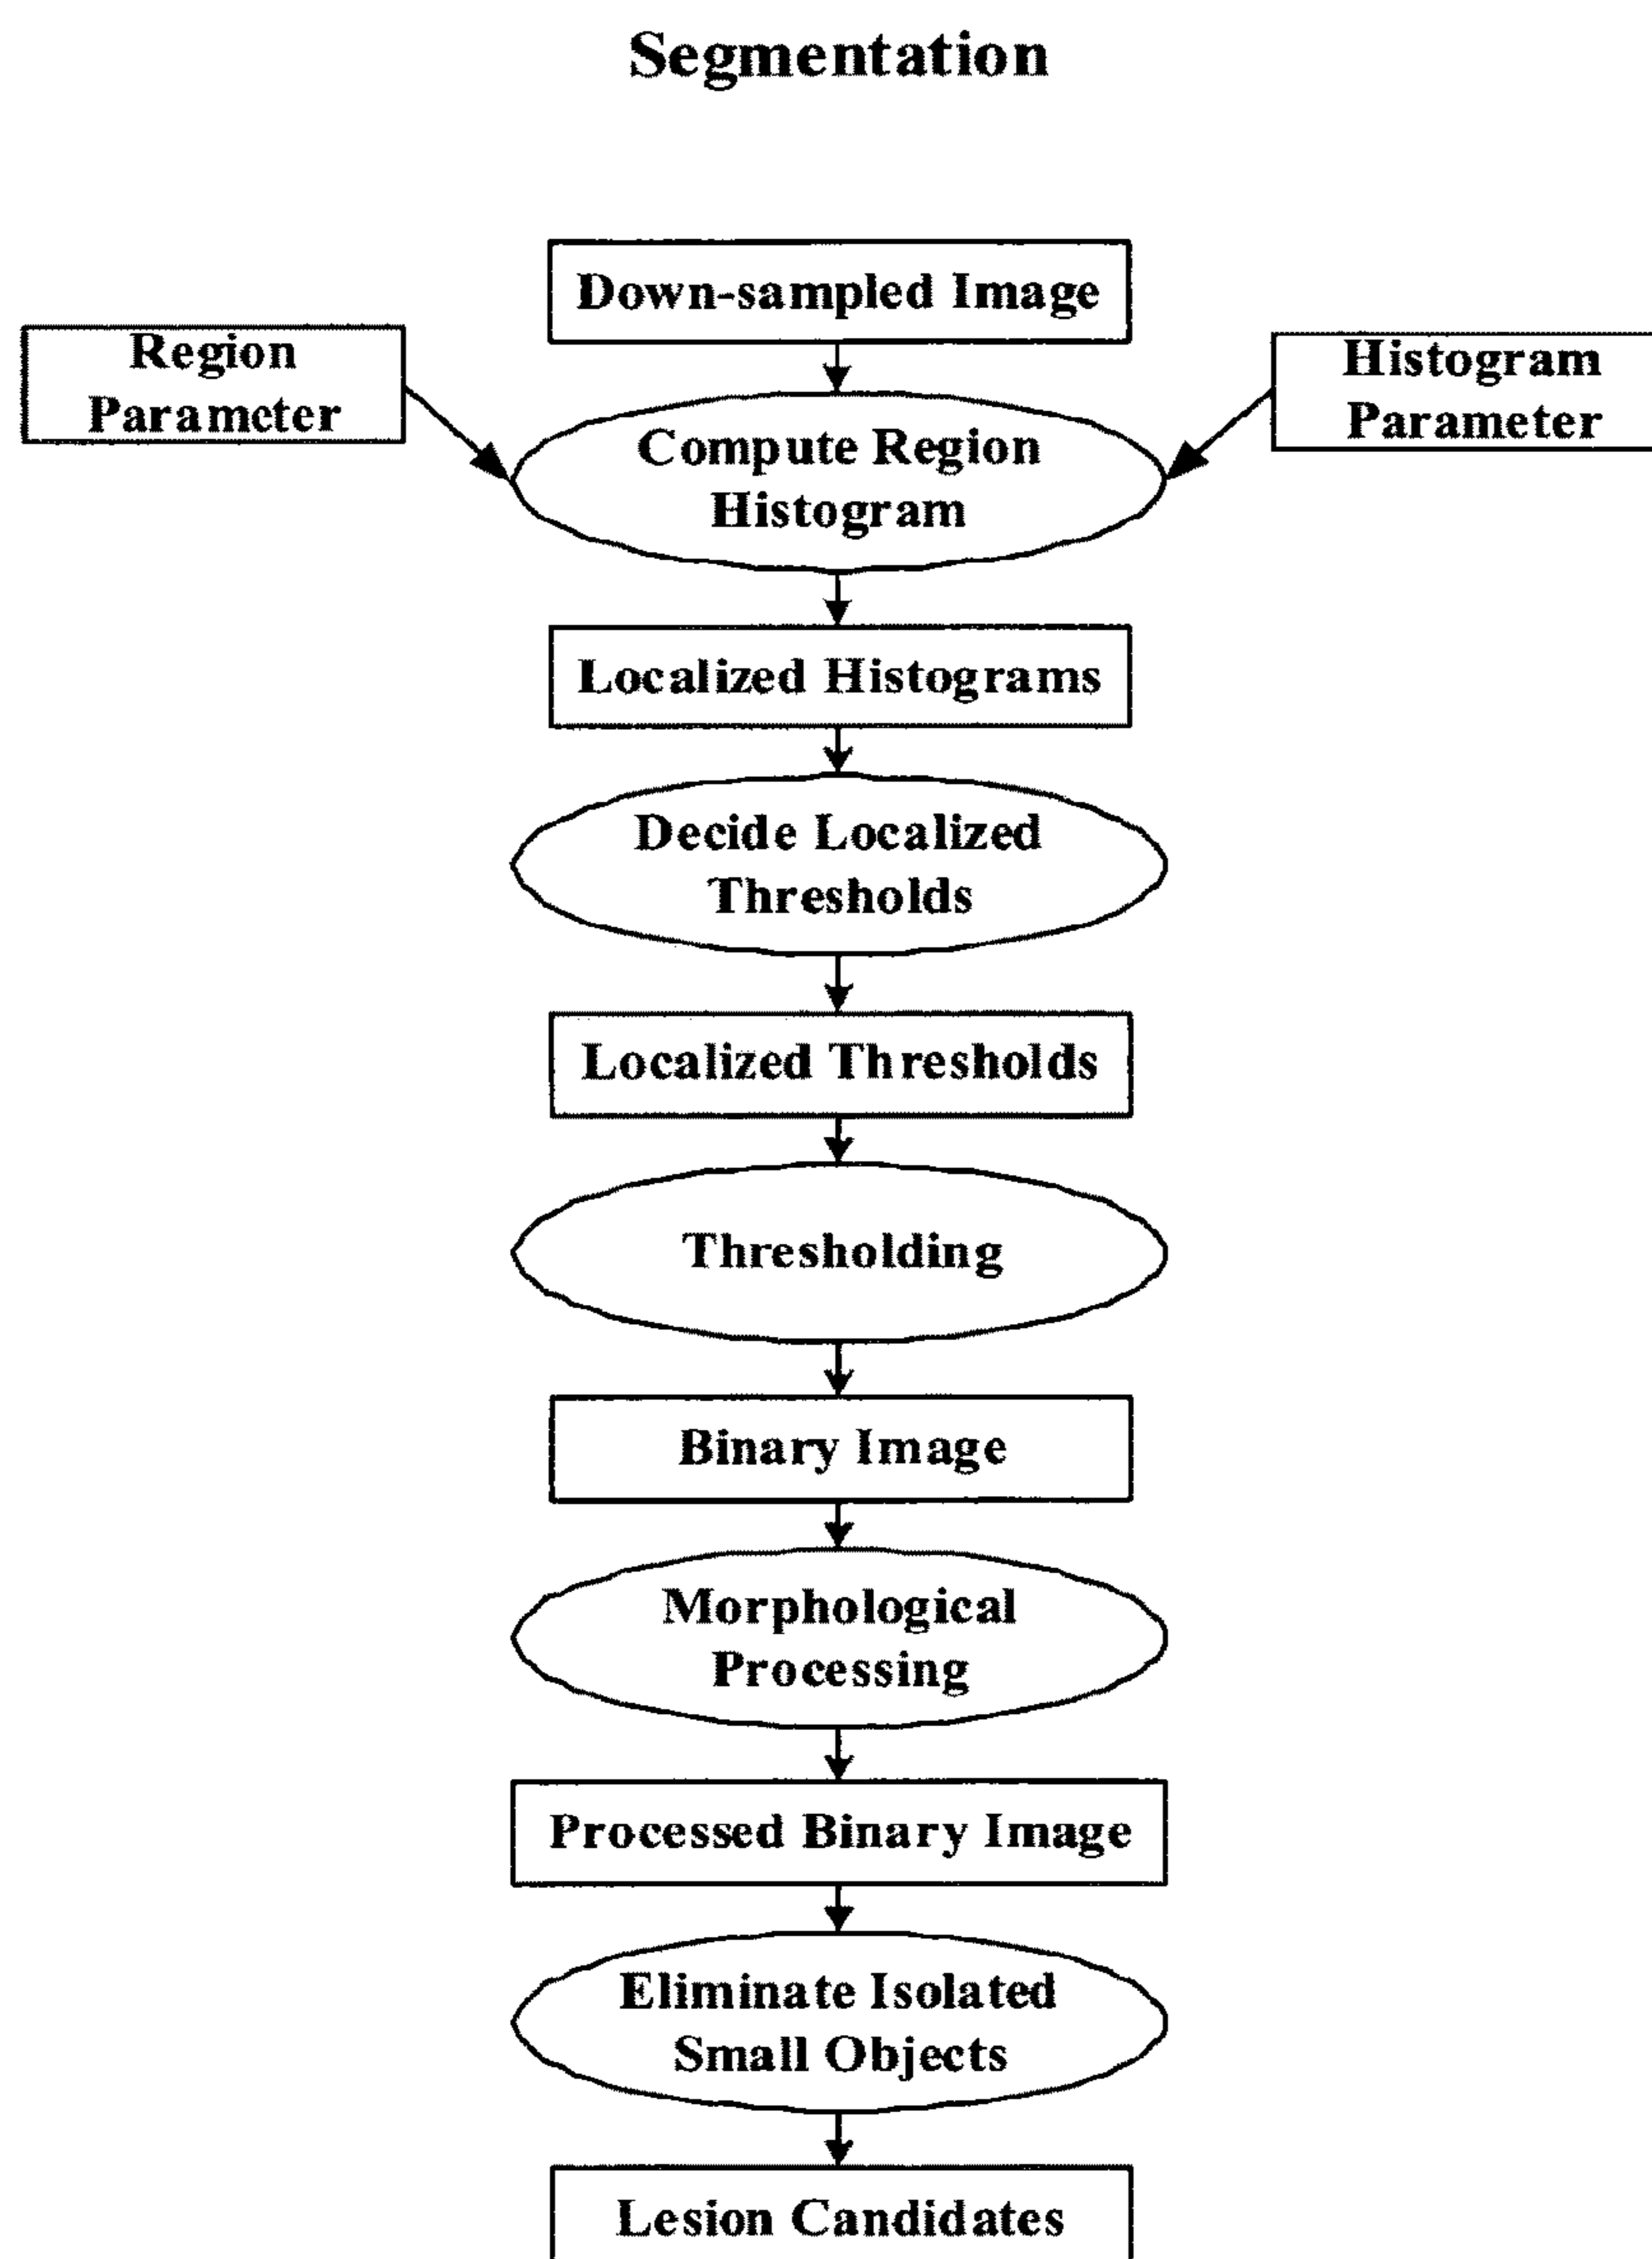 Segmentation
Down-sampled Image
Region
Parameter
Histogram
Parameter
Compute Region
Histogram
Localized Histograms
Decide Localized
Thresholds
Localized Thresholds
Thresholding
Binary Image
Morphological
Processing
Processed Binary Image
Eliminate Isolated
Small Objects
Lesion Candidates